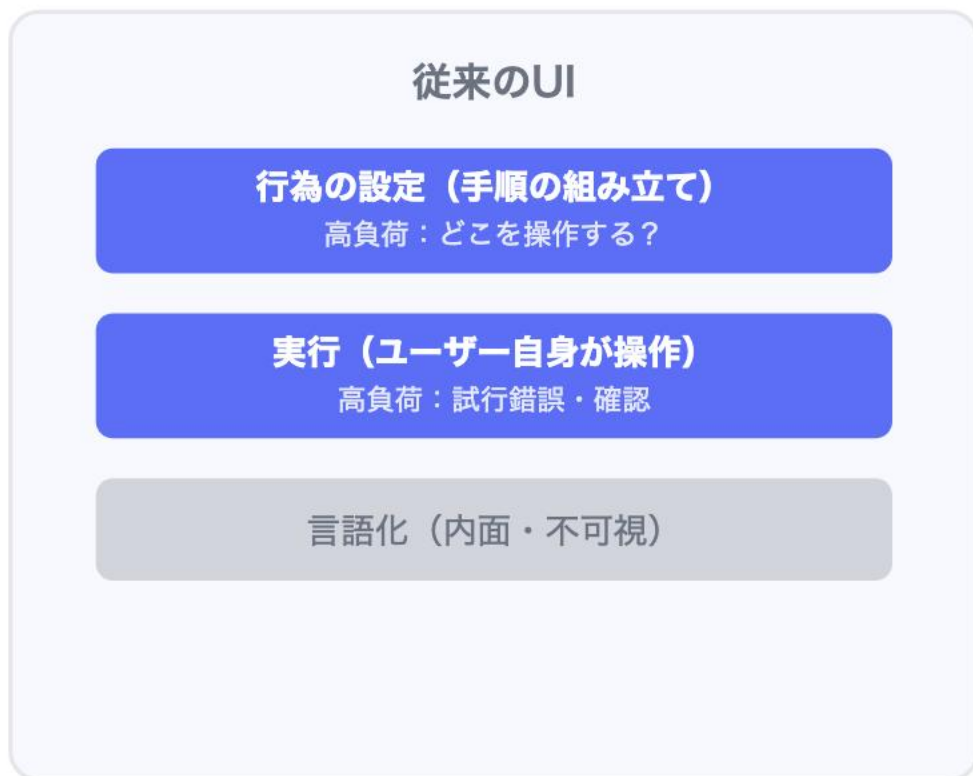 従来のUI
行為の設定（手順の組み立て）
高負荷：どこを操作する？
実行（ユーザー自身が操作）
高負荷：試行錯誤・確認
言語化（内面・不可視）